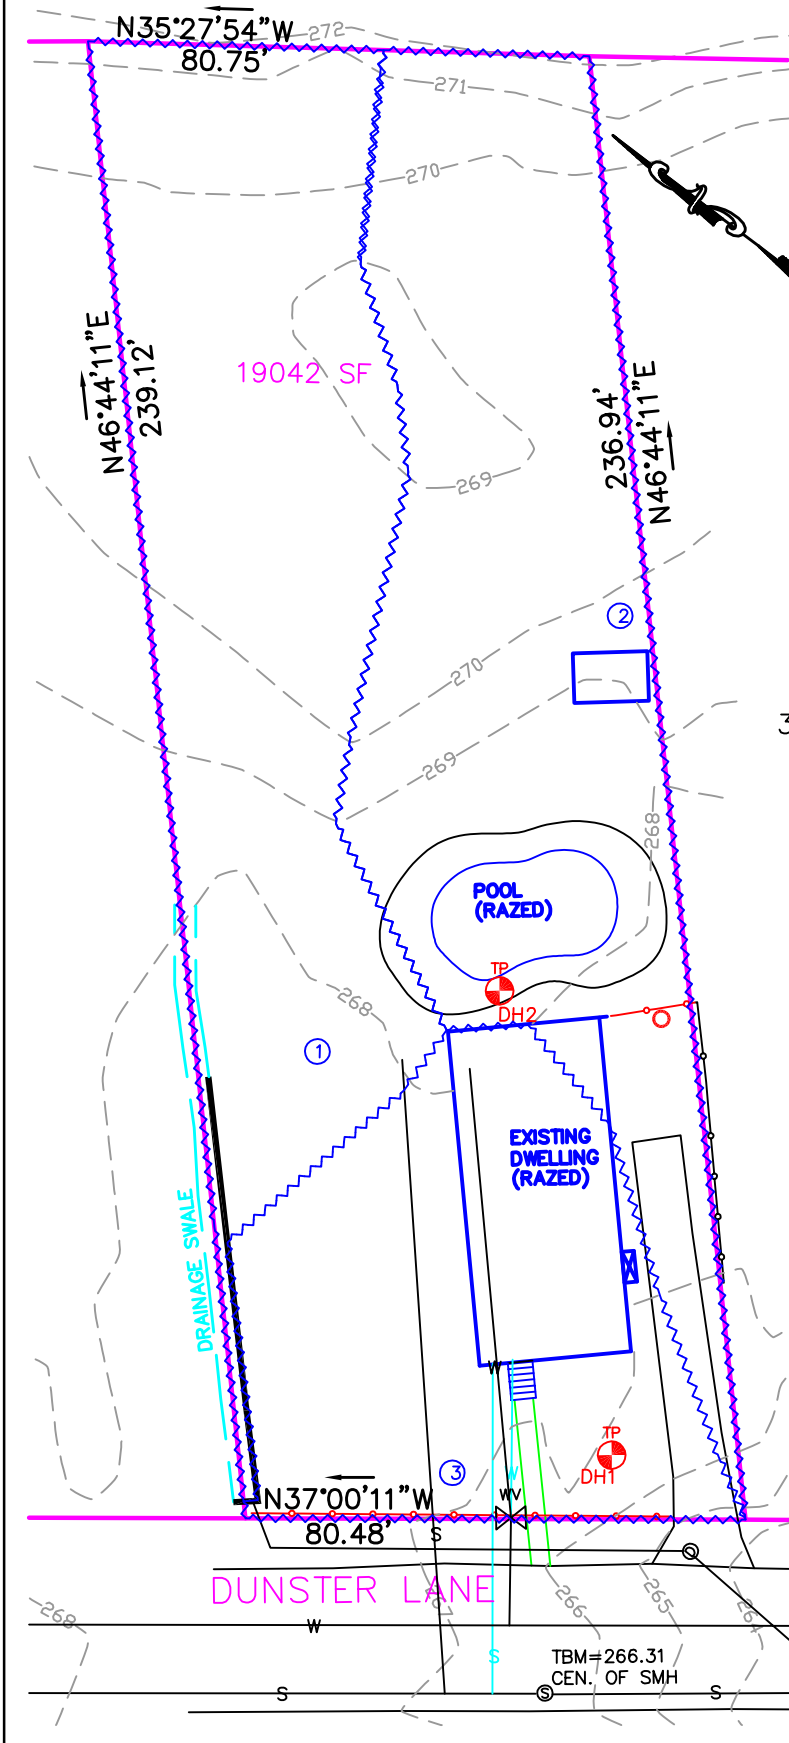 N35°27'54"W
80.75'
272
271
270
N46°44'11"E
239.12'
19042 SF
236.94'
N46°44'11"E
269
2
270
3
269
268
POOL
(RAZED)
TP
DH2
268
1
EXISTING
DWELLING
(RAZED)
DRAINAGE SWALE
W
TP
DH1
3
WV
N37°00'11"W
80.48'
S
DUNSTER LANE
268
266
265
264
W
TBM=266.31
CEN. OF SMH
S
S
S
S